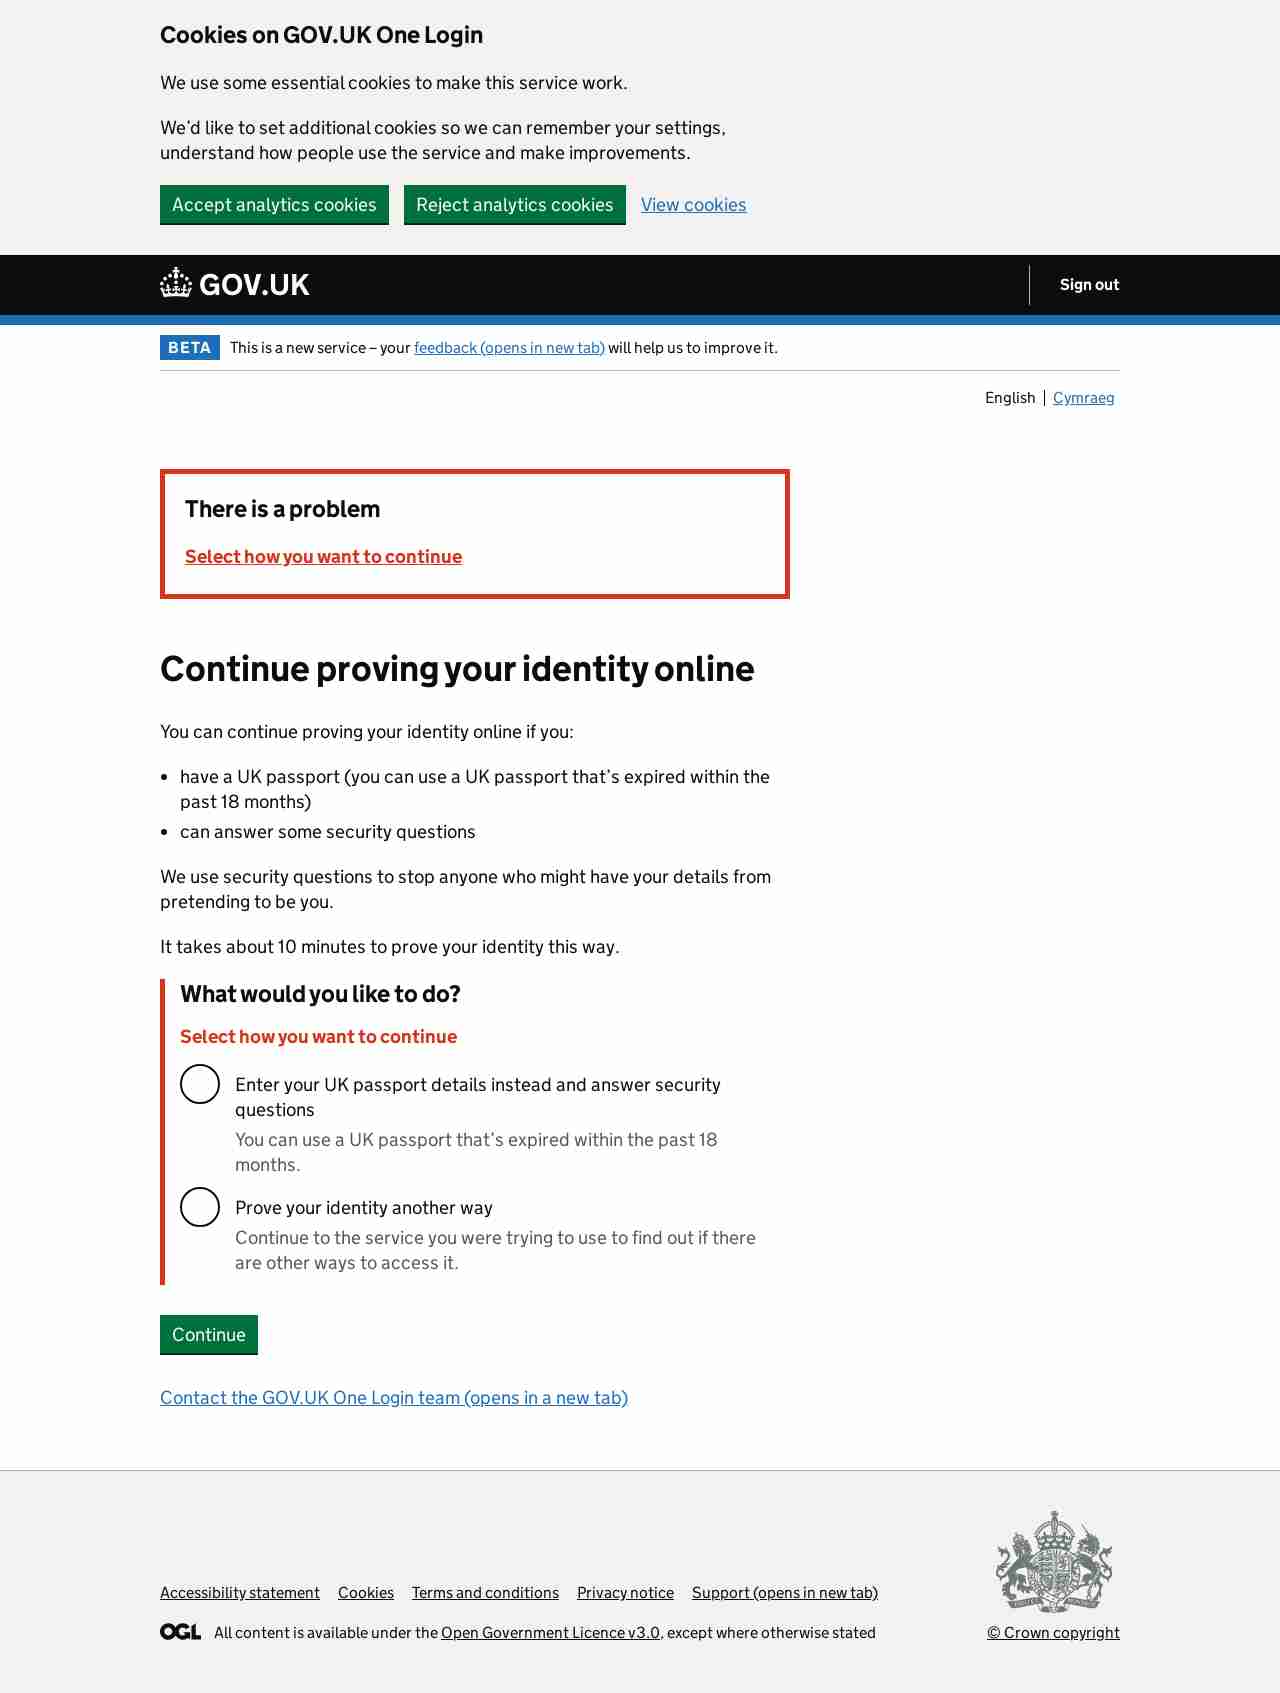 Cookies on GOV.UK One Login
We use some essential cookies to make this service work.
We'd like to set additional cookies so we can remember your settings,
understand how people use the service and make improvements.
Accept analytics cookies Reject analytics cookies View cookies
GOV.UK Sign out
BETA This is a new service – your feedback (opens in new tab) will help us to improve it.
English Cymraeg
There is a problem
Select how you want to continue
Continue proving your identity online
You can continue proving your identity online if you:
• have a UK passport (you can use a UK passport that's expired within the
past 18 months)
• can answer some security questions
We use security questions to stop anyone who might have your details from
pretending to be you.
It takes about 10 minutes to prove your identity this way.
What would you like to do?
Select how you want to continue
Enter your UK passport details instead and answer security
questions
You can use a UK passport that's expired within the past 18
months.
Prove your identity another way
Continue to the service you were trying to use to find out if there
are other ways to access it.
Continue
Contact the GOV.UK One Login team (opens in a new tab)
Accessibility statement Cookies Terms and conditions Privacy notice Support (opens in new tab)
OGL All content is available under the Open Government Licence v3.0, except where otherwise stated
© Crown copyright